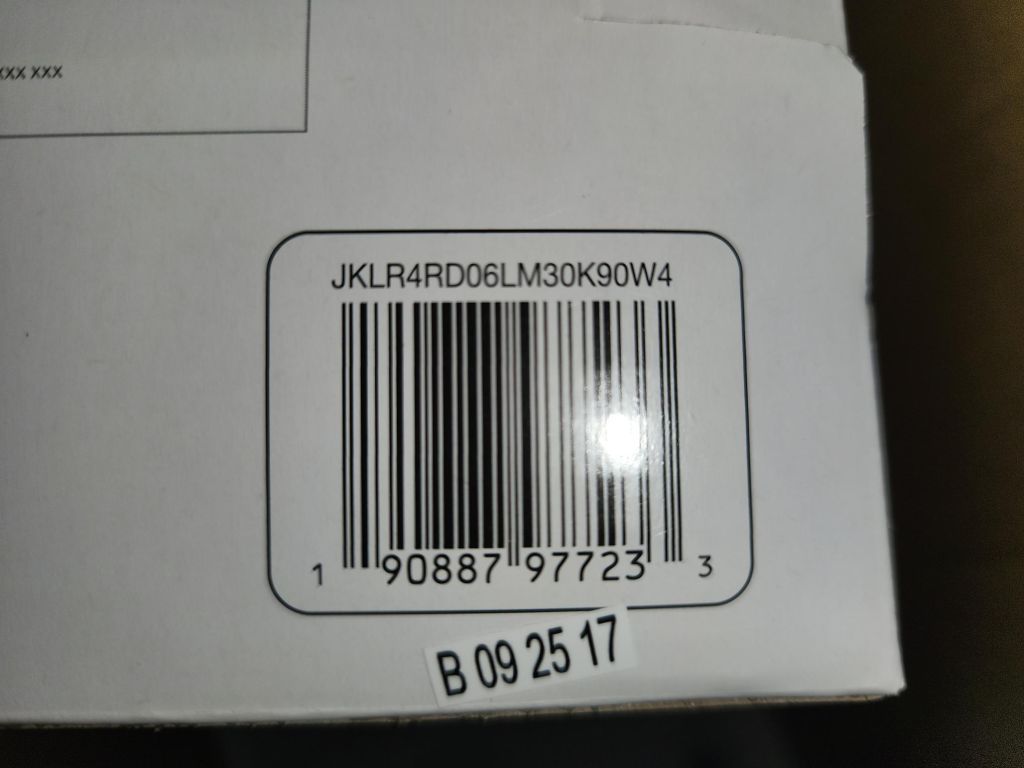 XXX XXX
JKLR4RD06LM30K90W4
1 90887 97723 3
B 09 25 17